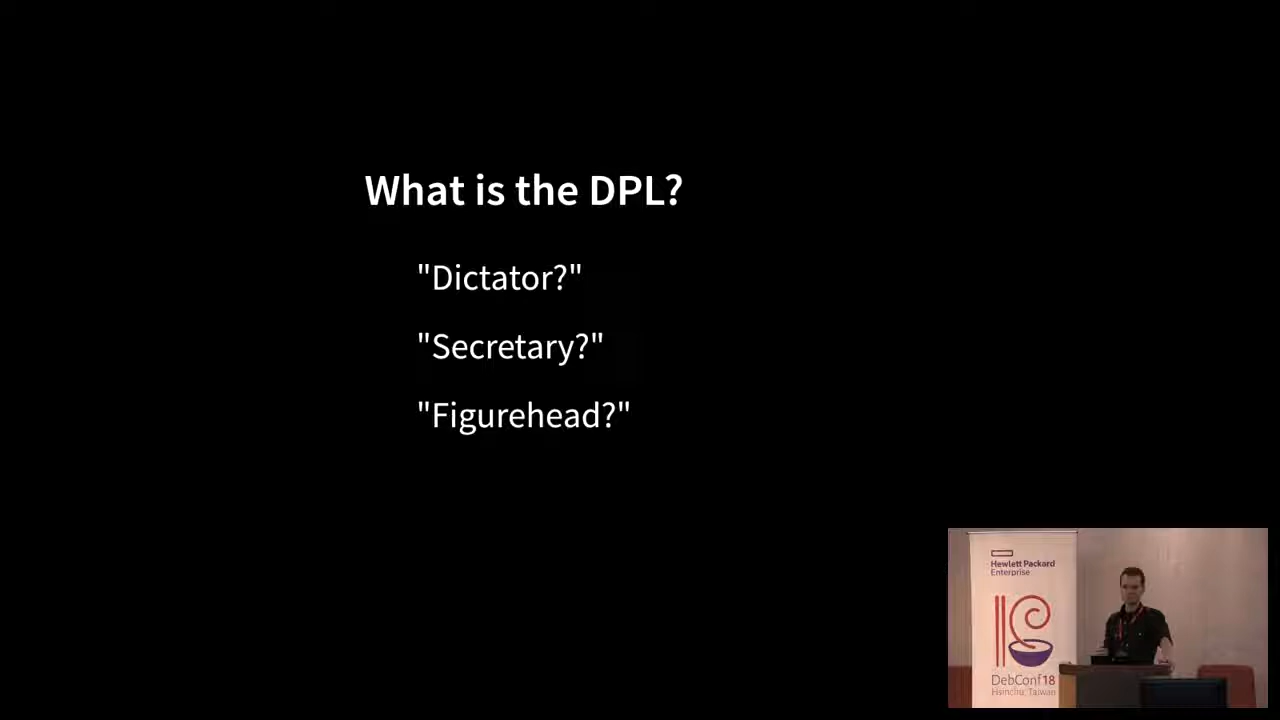 What is the DPL?
"Dictator?"
"Secretary?"
"Figurehead?"
Hewlett Packard
Enterprise
DebConf18
Hsinchu, Taiwan